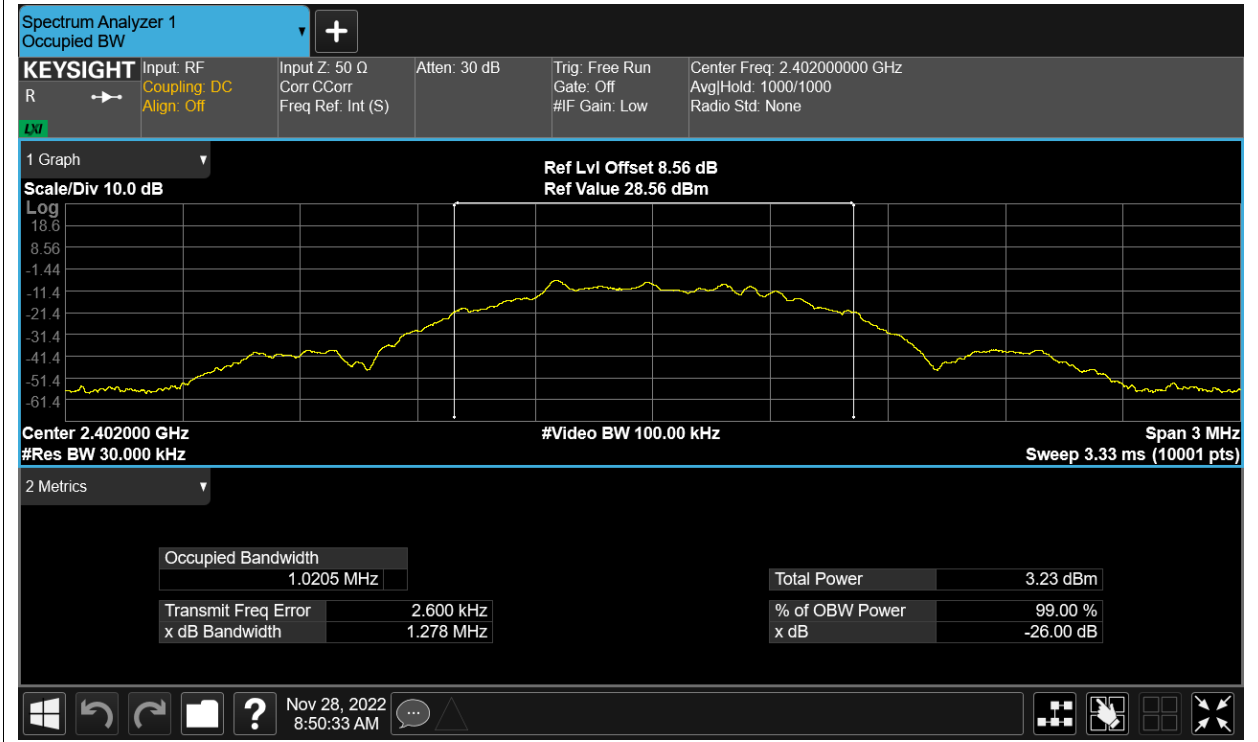 Spectrum Analyzer 1
Occupied BW
KEYSIGHT Input: RF Input Z: 50 Ω Atten: 30 dB Trig: Free Run Center Freq: 2.402000000 GHz
R Coupling: DC Corr CCorr Gate: Off Avg|Hold: 1000/1000
Align: Off Freq Ref: Int (S) #IF Gain: Low Radio Std: None
LXI
1 Graph Ref Lvl Offset 8.56 dB
Scale/Div 10.0 dB Ref Value 28.56 dBm
Log
18.6
8.56
-1.44
-11.4
-21.4
-31.4
-41.4
-51.4
-61.4
Center 2.402000 GHz #Video BW 100.00 kHz Span 3 MHz
#Res BW 30.000 kHz Sweep 3.33 ms (10001 pts)
2 Metrics
Occupied Bandwidth
1.0205 MHz Total Power 3.23 dBm
Transmit Freq Error 2.600 kHz % of OBW Power 99.00 %
x dB Bandwidth 1.278 MHz x dB -26.00 dB
Nov 28, 2022
8:50:33 AM